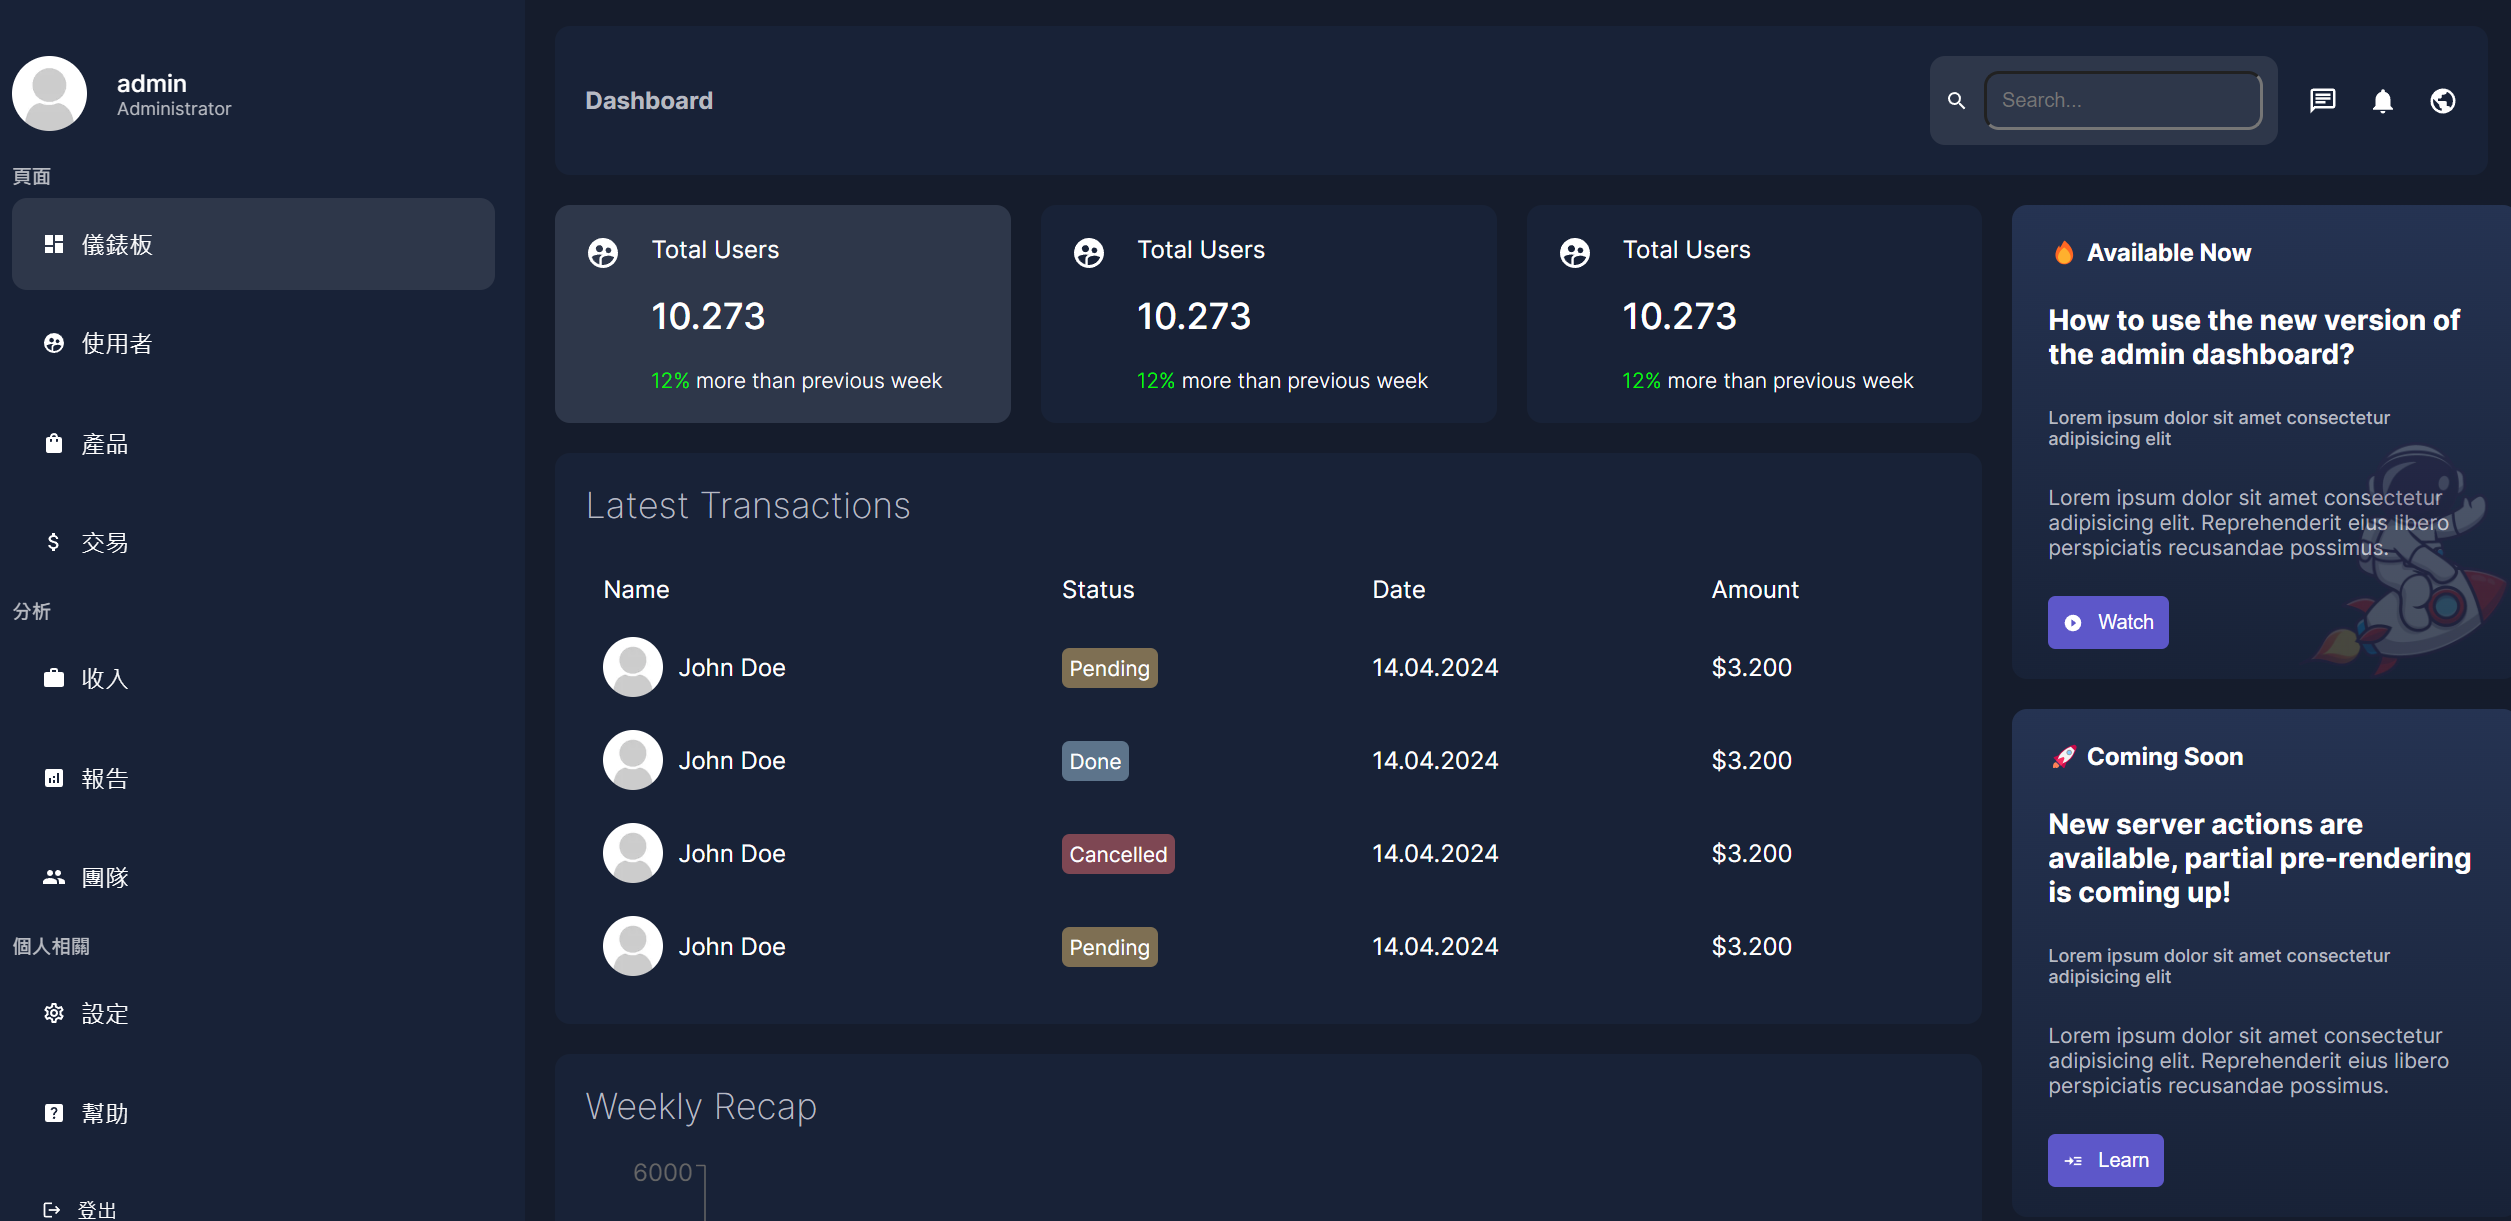 admin
Administrator
頁面
儀錶板
使用者
產品
交易
分析
收入
報告
團隊
個人相關
設定
幫助
登出
Dashboard
Search...
Total Users
10.273
12% more than previous week
Total Users
10.273
12% more than previous week
Total Users
10.273
12% more than previous week
Latest Transactions
Name Status Date Amount
John Doe Pending 14.04.2024 $3.200
John Doe Done 14.04.2024 $3.200
John Doe Cancelled 14.04.2024 $3.200
John Doe Pending 14.04.2024 $3.200
Weekly Recap
6000
🔥 Available Now
How to use the new version of
the admin dashboard?
Lorem ipsum dolor sit amet consectetur
adipisicing elit
Lorem ipsum dolor sit amet consectetur
adipisicing elit. Reprehenderit eius libero
perspiciatis recusandae possimus.
Watch
🚀 Coming Soon
New server actions are
available, partial pre-rendering
is coming up!
Lorem ipsum dolor sit amet consectetur
adipisicing elit
Lorem ipsum dolor sit amet consectetur
adipisicing elit. Reprehenderit eius libero
perspiciatis recusandae possimus.
Learn